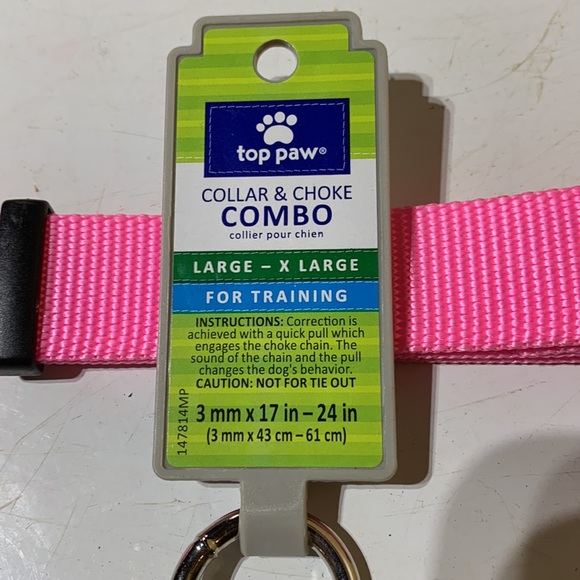 top paw®
COLLAR & CHOKE
COMBO
collier pour chien
LARGE – X LARGE
FOR TRAINING
INSTRUCTIONS: Correction is
achieved with a quick pull which
engages the choke chain. The
sound of the chain and the pull
changes the dog's behavior.
CAUTION: NOT FOR TIE OUT
3 mm x 17 in – 24 in
(3 mm x 43 cm – 61 cm)
147814MP